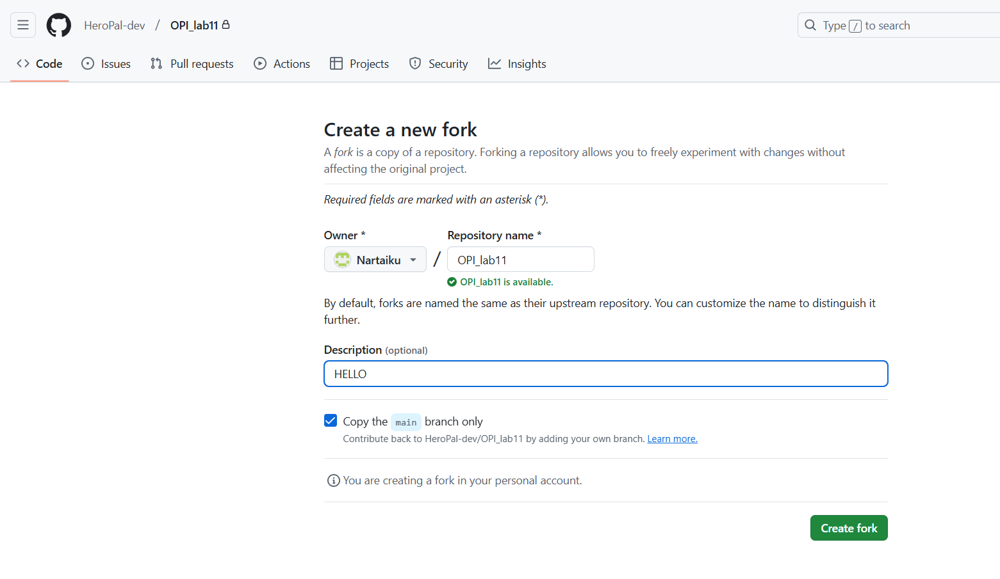 HeroPal-dev / OPI_lab11
Type / to search
Code Issues Pull requests Actions Projects Security Insights
Create a new fork
A fork is a copy of a repository. Forking a repository allows you to freely experiment with changes without
affecting the original project.
Required fields are marked with an asterisk (*).
Owner * Repository name *
Nartaiku / OPI_lab11
OPI_lab11 is available.
By default, forks are named the same as their upstream repository. You can customize the name to distinguish it
further.
Description (optional)
HELLO
Copy the main branch only
Contribute back to HeroPal-dev/OPI_lab11 by adding your own branch. Learn more.
You are creating a fork in your personal account.
Create fork